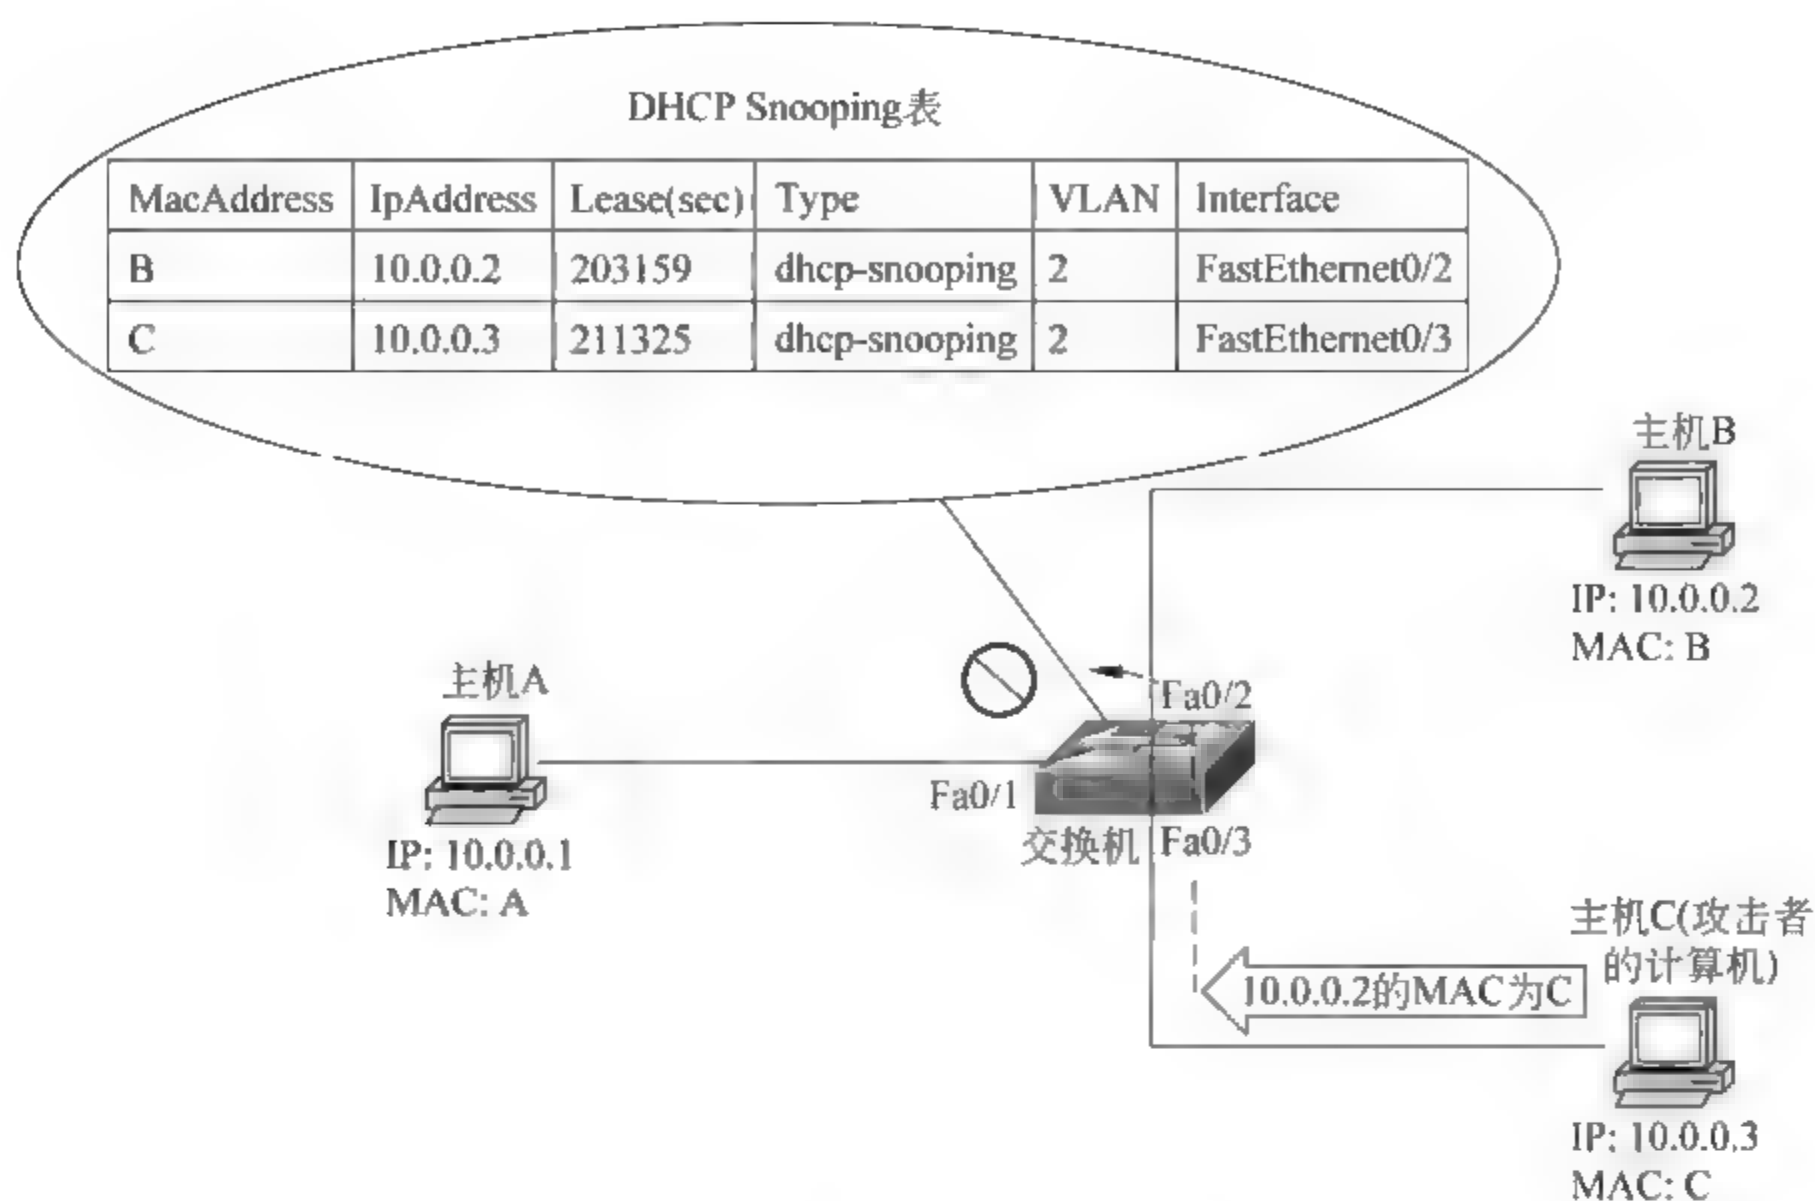 DHCP Snooping表
MacAddress IpAddress Lease(sec) Type VLAN Interface
B 10.0.0.2 203159 dhcp-snooping 2 FastEthernet0/2
C 10.0.0.3 211325 dhcp-snooping 2 FastEthernet0/3
主机B
IP: 10.0.0.2
MAC: B
主机A
IP: 10.0.0.1
MAC: A
Fa0/2
Fa0/1
交换机
Fa0/3
主机C(攻击者
的计算机)
10.0.0.2的MAC为C
IP: 10.0.0.3
MAC: C